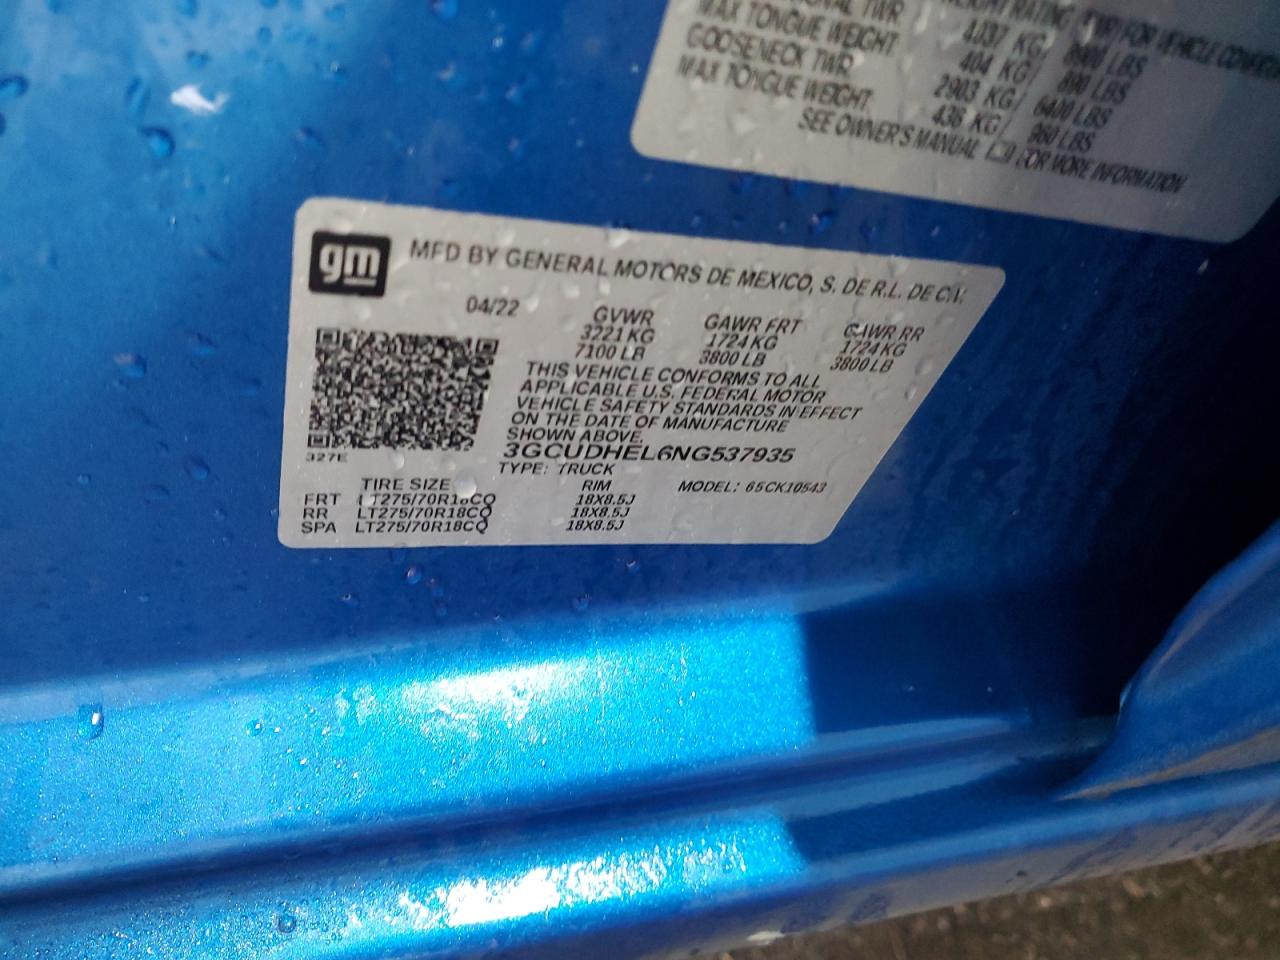 MAX TONGUE WEIGHT 404 KG/ 890 LBS
GOOSENECK TWR 2903 KG/ 6400 LBS
MAX TONGUE WEIGHT 436 KG/ 960 LBS
SEE OWNER'S MANUAL FOR MORE INFORMATION
gm
MFD BY GENERAL MOTORS DE MEXICO, S. DE R.L. DE C.V.
04/22
GVWR GAWR FRT GAWR RR
3221 KG 1724 KG 1724 KG
7100 LB 3800 LB 3800 LB
THIS VEHICLE CONFORMS TO ALL
APPLICABLE U.S. FEDERAL MOTOR
VEHICLE SAFETY STANDARDS IN EFFECT
ON THE DATE OF MANUFACTURE
SHOWN ABOVE.
327E
3GCUDHEL6NG537935
TYPE: TRUCK
MODEL: 65CK10543
TIRE SIZE RIM
FRT LT275/70R18CQ 18X8.5J
RR LT275/70R18CQ 18X8.5J
SPA LT275/70R18CQ 18X8.5J